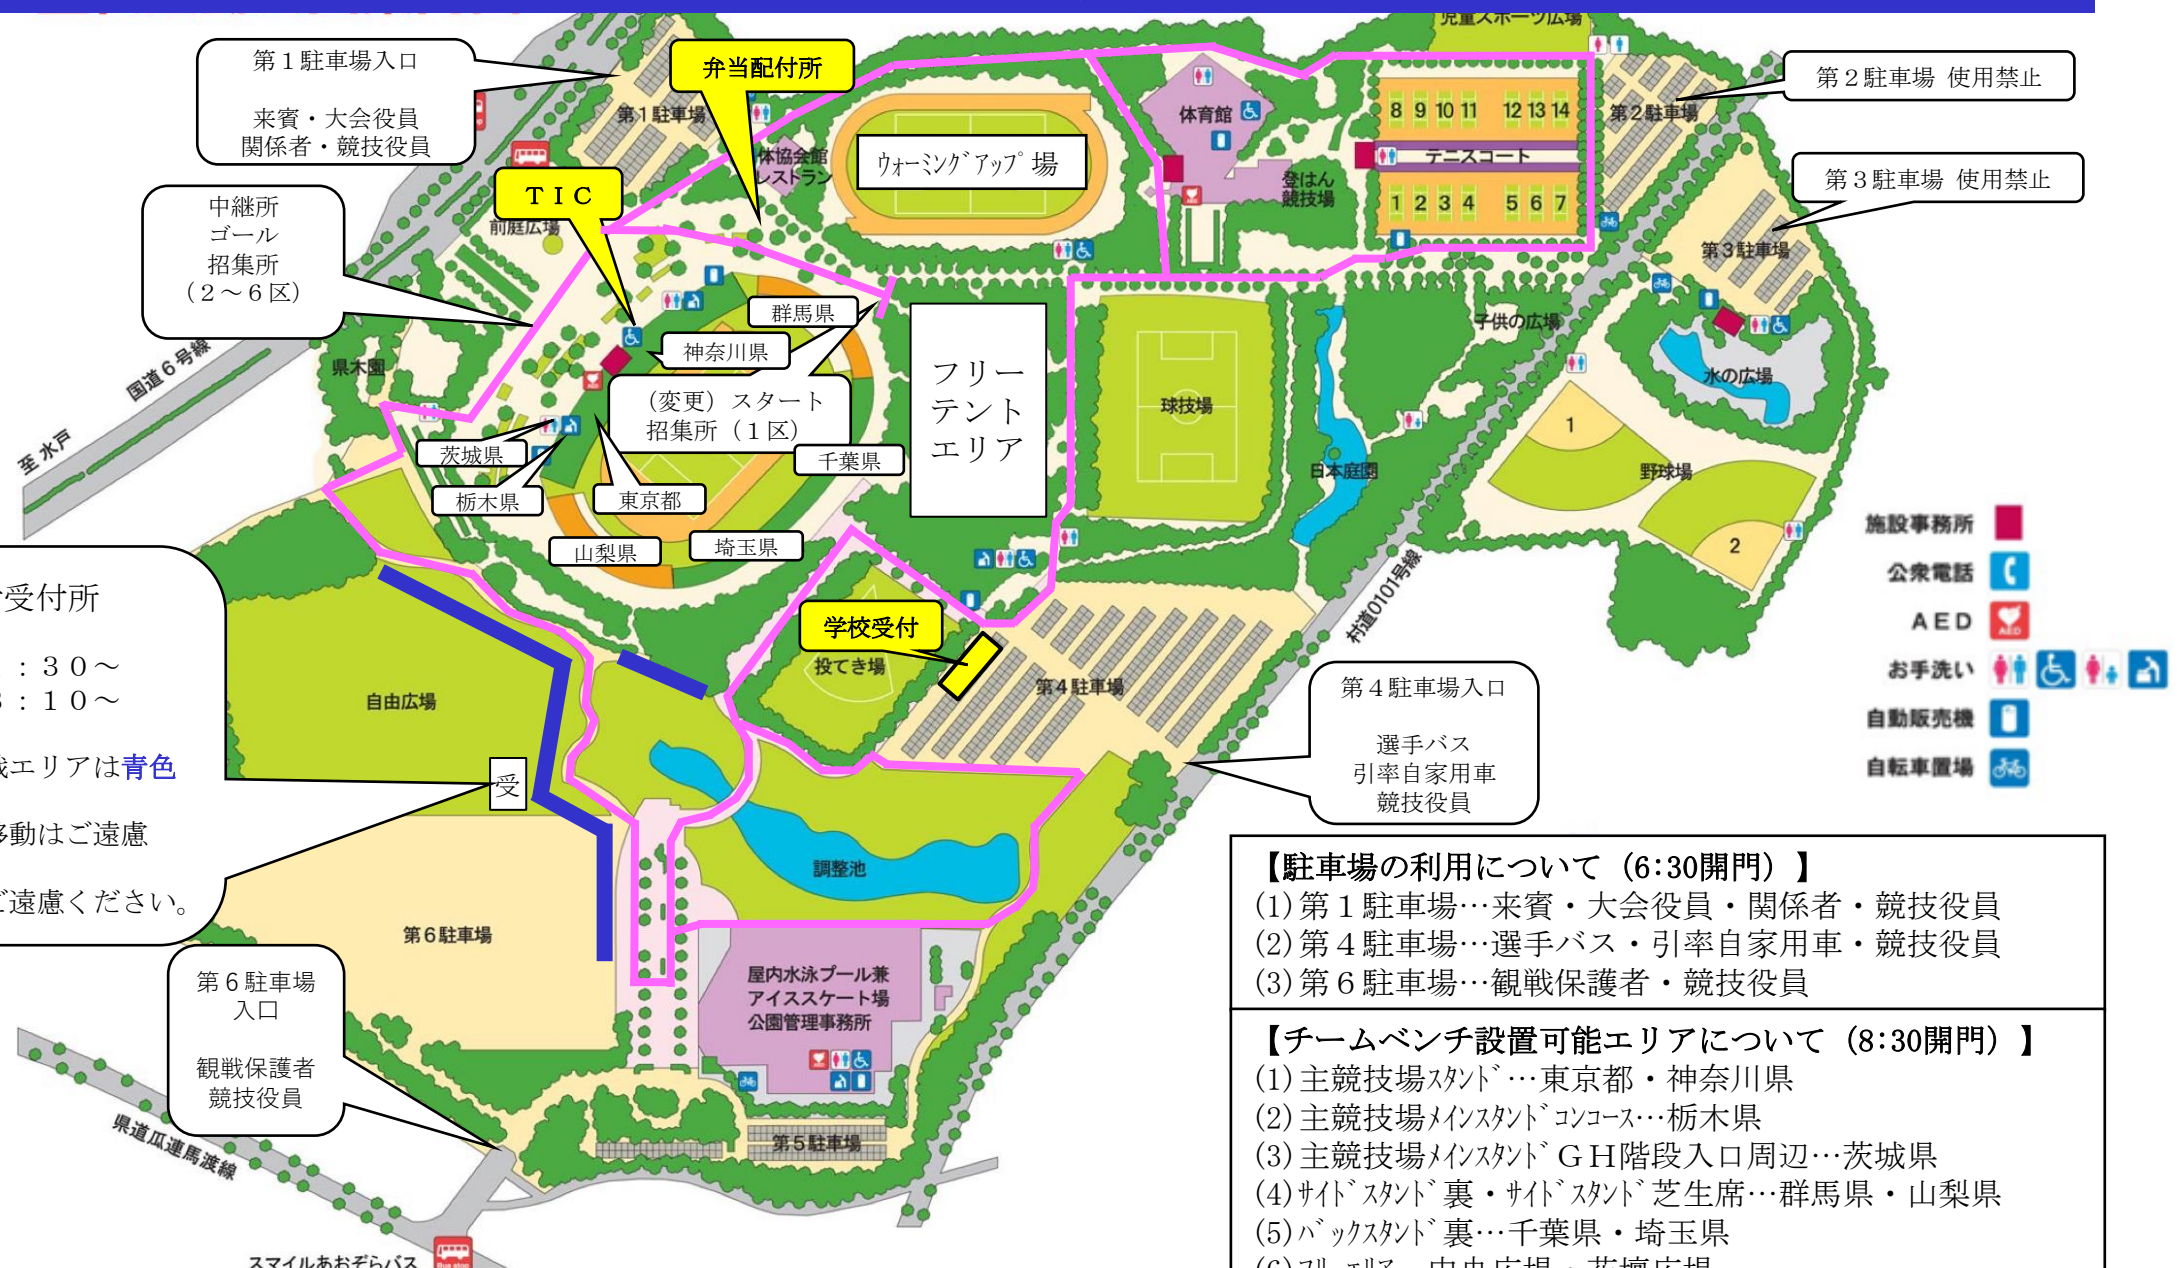 児童スポーツ広場
第１駐車場入口
来賓・大会役員
関係者・競技役員
弁当配付所
第2駐車場 使用禁止
第1駐車場
体育館
8 9 10 11 12 13 14
第2駐車場
体協会館
レストラン
ｳｫｰﾐﾝｸﾞｱｯﾌﾟ場
テニスコート
登はん
競技場
第３駐車場 使用禁止
ＴＩＣ
1 2 3 4 5 6 7
中継所
ゴール
招集所
（２～６区）
前庭広場
第3駐車場
群馬県
子供の広場
神奈川県
国道6号線
県木園
フリー
テント
エリア
水の広場
（変更）スタート
招集所（１区）
球技場
1
至 水戸
茨城県
千葉県
日本庭園
野球場
栃木県
東京都
2
山梨県
埼玉県
施設事務所
公衆電話
AED
AED
お手洗い
自動販売機
自転車置場
村道0101号線
受付所
：３０～
：１０～
エリアは青色
移動はご遠慮
ご遠慮ください。
学校受付
投てき場
第4駐車場
自由広場
受
第４駐車場入口
選手バス
引率自家用車
競技役員
調整池
第6駐車場
第６駐車場
入口
観戦保護者
競技役員
屋内水泳プール兼
アイススケート場
公園管理事務所
第5駐車場
県道瓜連馬渡線
スマイルあおぞらバス
Bus stop
【駐車場の利用について（6:30開門）】
(1)第１駐車場…来賓・大会役員・関係者・競技役員
(2)第４駐車場…選手バス・引率自家用車・競技役員
(3)第６駐車場…観戦保護者・競技役員
【チームベンチ設置可能エリアについて（8:30開門）】
(1)主競技場ｽﾀﾝﾄﾞ…東京都・神奈川県
(2)主競技場ﾒｲﾝｽﾀﾝﾄﾞｺﾝｺｰｽ…栃木県
(3)主競技場ﾒｲﾝｽﾀﾝﾄﾞＧＨ階段入口周辺…茨城県
(4)ｻｲﾄﾞｽﾀﾝﾄﾞ裏・ｻｲﾄﾞｽﾀﾝﾄﾞ芝生席…群馬県・山梨県
(5)ﾊﾞｯｸｽﾀﾝﾄﾞ裏…千葉県・埼玉県
(6)ﾌﾘｰｴﾘｱ…中央広場・花壇広場